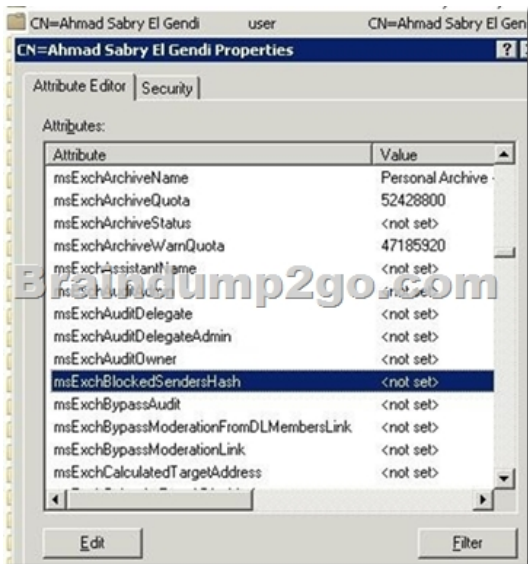 CN=Ahmad Sabry El Gendi user CN=Ahmad Sabry El Gen
CN=Ahmad Sabry El Gendi Properties ?
Attribute Editor Security
Attributes:
Attribute Value
msExchArchiveName Personal Archive -
msExchArchiveQuota 52428800
msExchArchiveStatus <not set>
msExchArchiveWarnQuota 47185920
msExchAssistantName <not set>
Braindump2go.com
<not set>
msExchAuditDelegate <not set>
msExchAuditDelegateAdmin <not set>
msExchAuditOwner <not set>
msExchBlockedSendersHash <not set>
msExchBypassAudit <not set>
msExchBypassModerationFromDLMembersLink <not set>
msExchBypassModerationLink <not set>
msExchCalculatedTargetAddress <not set>
Edit Filter